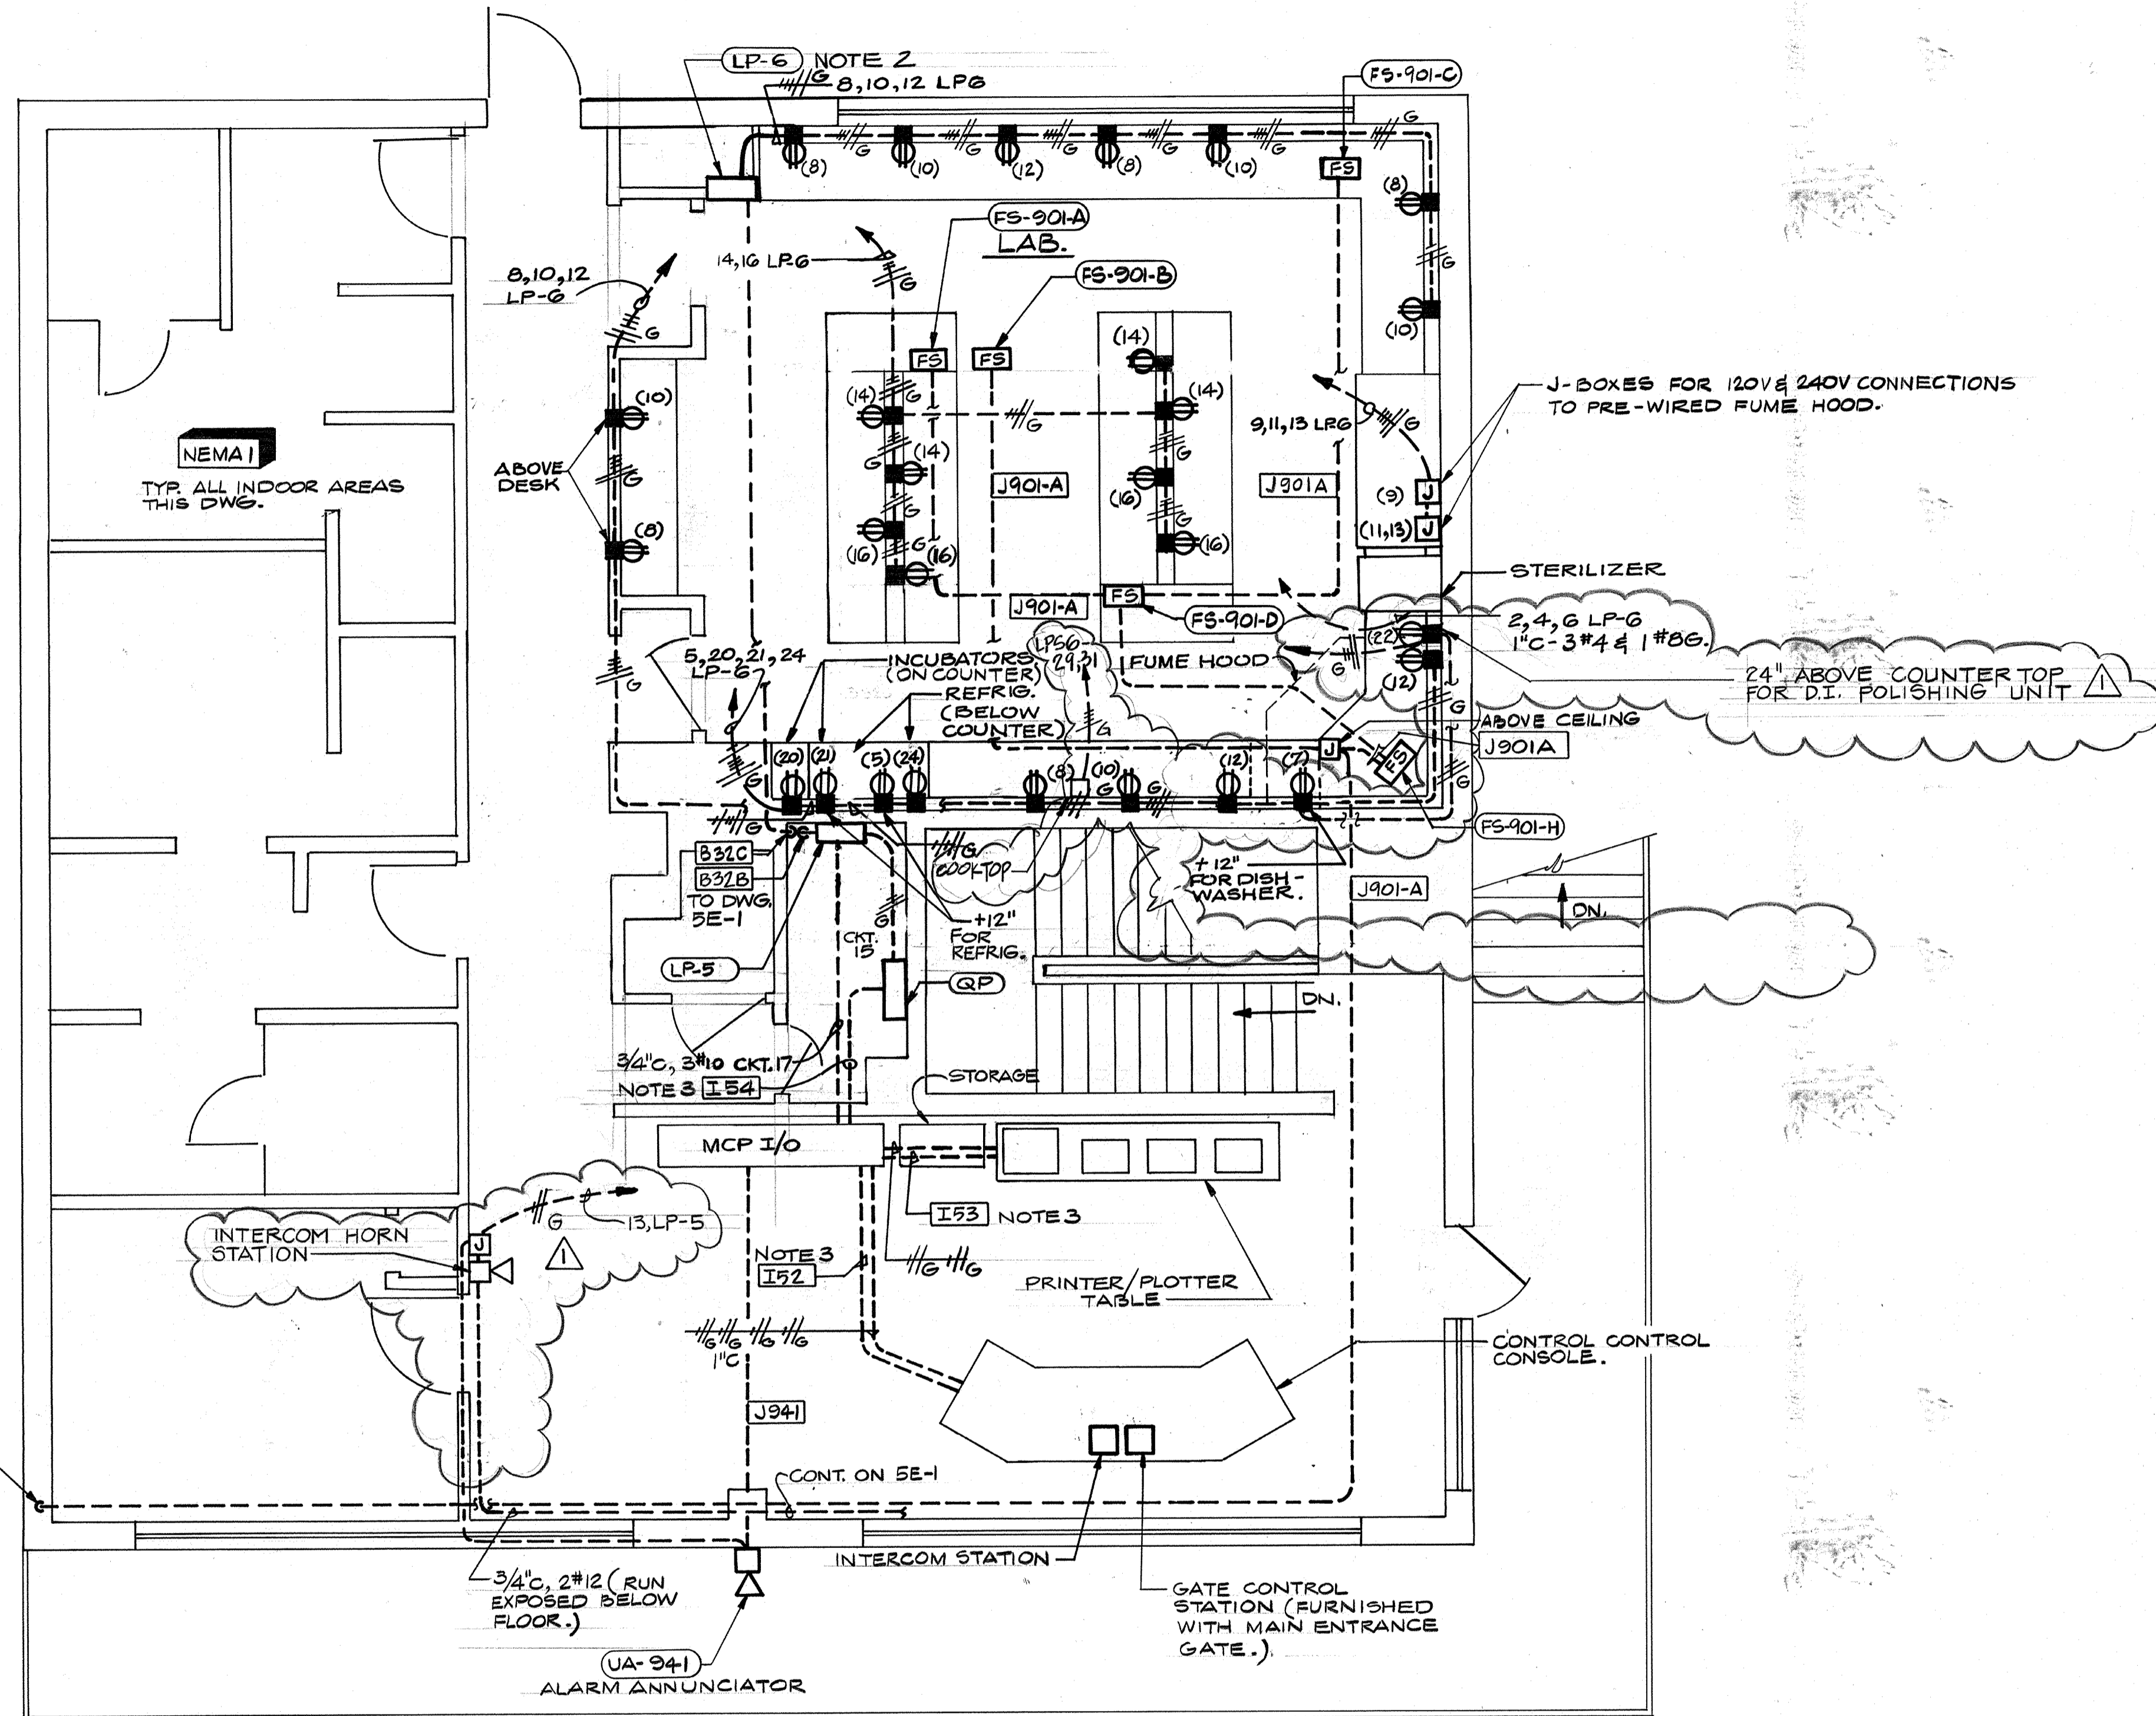 LP-6 NOTE 2
G
8,10,12 LP6
FS-901-C
G
G
G
G
G
G
(8)
(10)
(12)
(8)
(10)
FS
(8)
FS-901-A
LAB.
14,16 LP-6
G
G
8,10,12
LP-6
G
FS-901-B
(10)
FS
FS
(14)
J-BOXES FOR 120V & 240V CONNECTIONS
TO PRE-WIRED FUME HOOD.
G
(10)
(14)
G
(14)
G
9,11,13 LP6
NEMA 1
TYP. ALL INDOOR AREAS
THIS DWG.
ABOVE
DESK
G
G
(14)
G
J901-A
(16)
J901A
(9)
J
(11,13)
J
(8)
G
(16)
G
(16)
G
(16)
STERILIZER
J901-A
FS
FS-901-D
2,4,6 LP-6
1"C-3#4 & 1 #8G.
(22)
G
(12)
24" ABOVE COUNTER TOP
FOR D.I. POLISHING UNIT
1
5,20,21,24
LP-6
G
INCUBATORS
(ON COUNTER)
REFRIG.
(BELOW
COUNTER)
LP56
29,31
FUME HOOD
G
G
ABOVE CEILING
J901A
J
FS
G
(20)
(21)
(5)
(24)
(8)
(10)
(12)
(7)
G
G
G
G
G
FS-901-H
B32C
B32B
TO DWG.
5E-1
COOKTOP
+12"
FOR DISH-
WASHER.
J901-A
DN.
G
CKT.
15
+12"
FOR
REFRIG.
LP-5
QP
DN.
3/4"C, 3#10 CKT.17
NOTE 3 I54
STORAGE
MCP I/O
I53 NOTE 3
G
13,LP-5
INTERCOM HORN
STATION
J
1
NOTE 3
I52
G G
PRINTER/PLOTTER
TABLE
G G G G
1"C
CONTROL CONTROL
CONSOLE.
J941
CONT. ON 5E-1
INTERCOM STATION
3/4"C, 2#12 (RUN
EXPOSED BELOW
FLOOR.)
GATE CONTROL
STATION (FURNISHED
WITH MAIN ENTRANCE
GATE.).
UA-941
ALARM ANNUNCIATOR